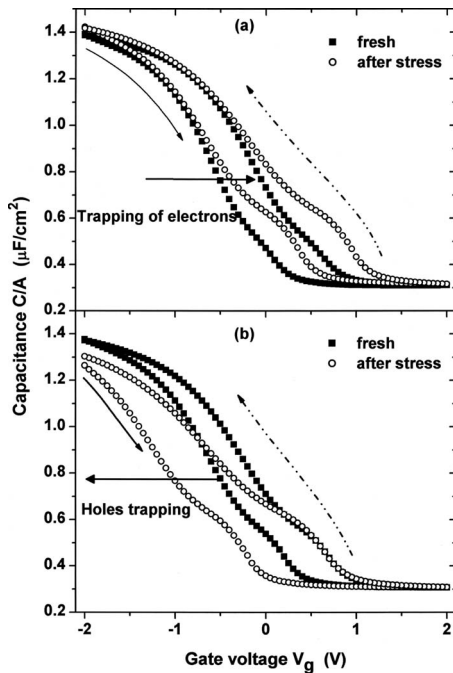 (a)
fresh
after stress
Trapping of electrons
1.4
1.2
1.0
0.8
0.6
0.4
0.2
Capacitance C/A (μF/cm²)
(b)
fresh
after stress
Holes trapping
1.4
1.2
1.0
0.8
0.6
0.4
0.2
-2 -1 0 1 2
Gate voltage Vg (V)